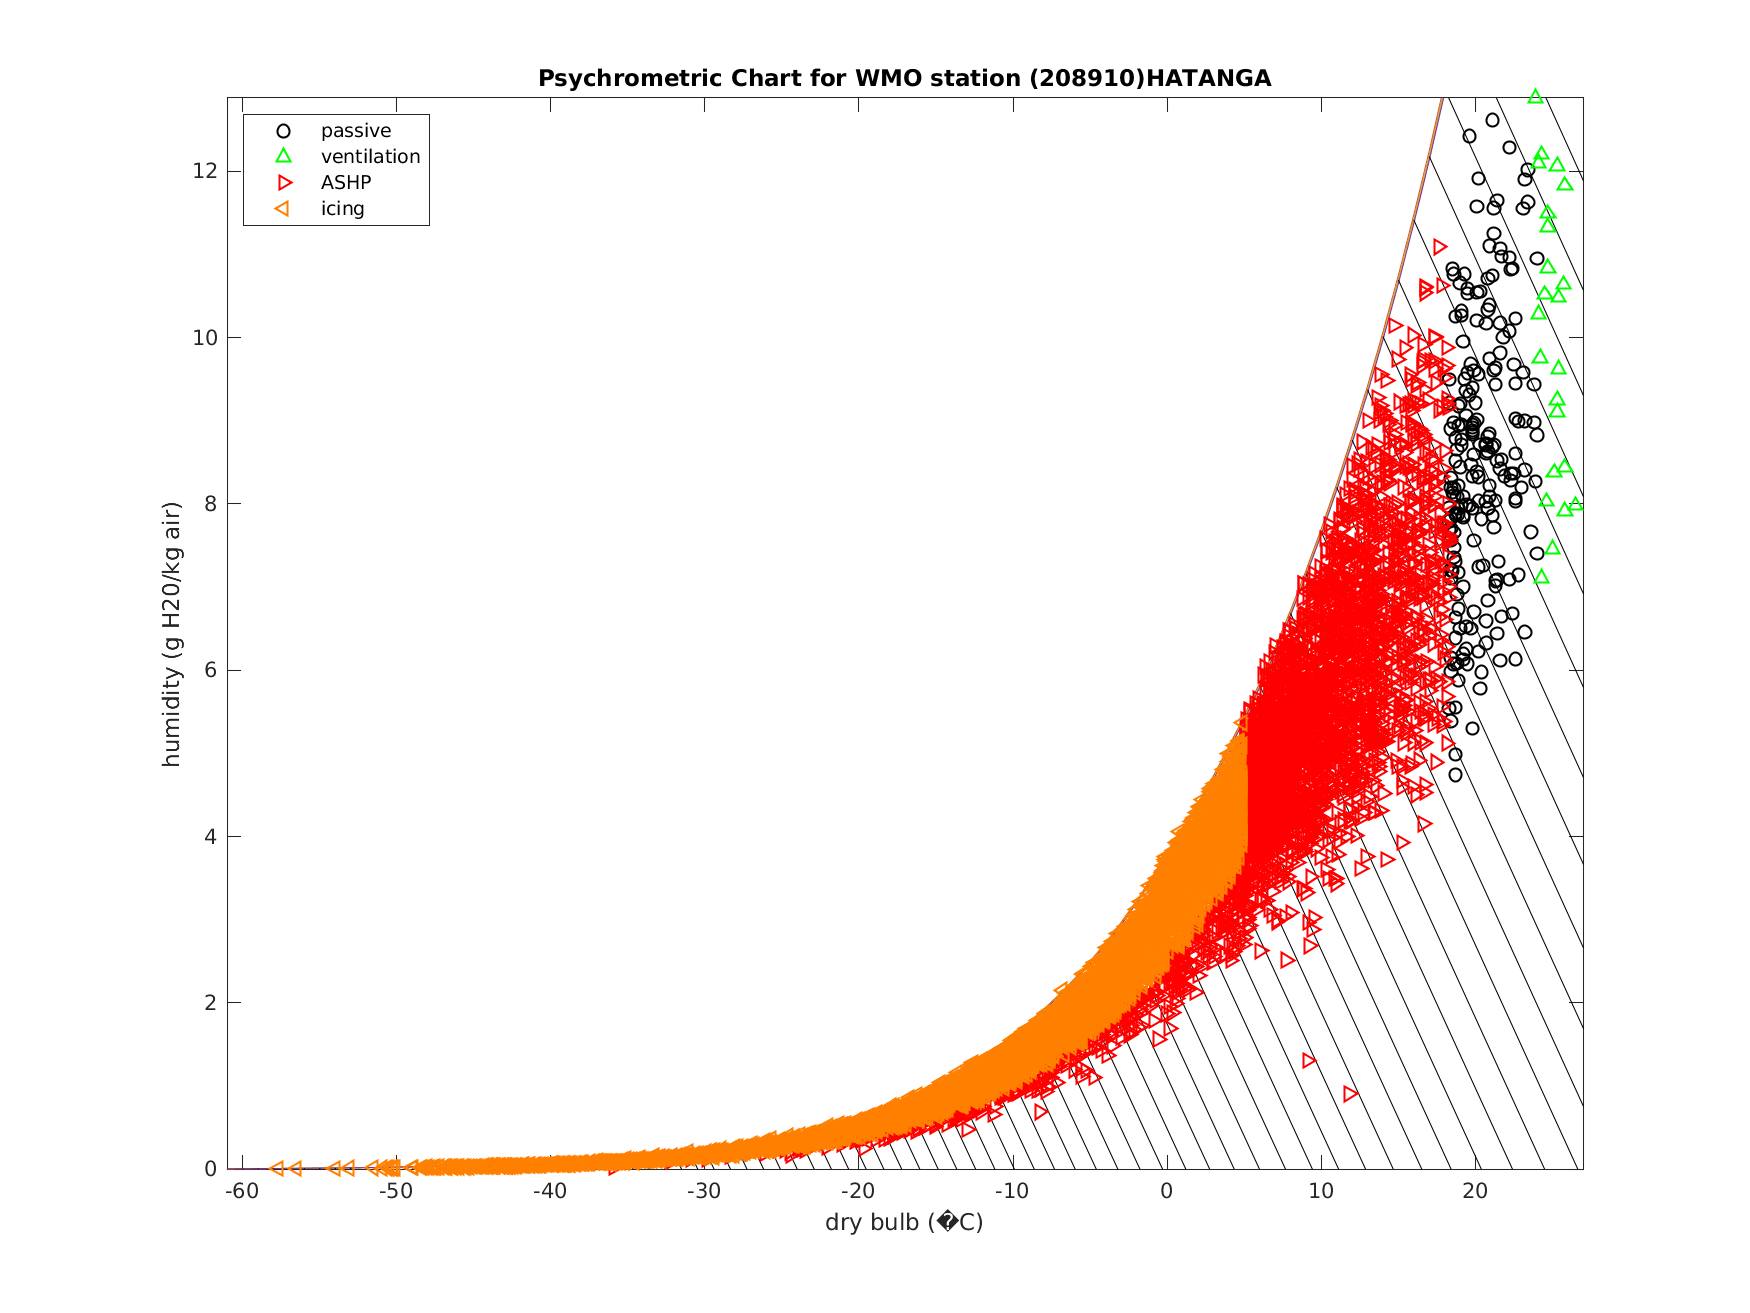 Psychrometric Chart for WMO station (208910)HATANGA
passive
ventilation
ASHP
icing
humidity (g H20/kg air)
12
10
8
6
4
2
0
-60 -50 -40 -30 -20 -10 0 10 20
dry bulb (�C)